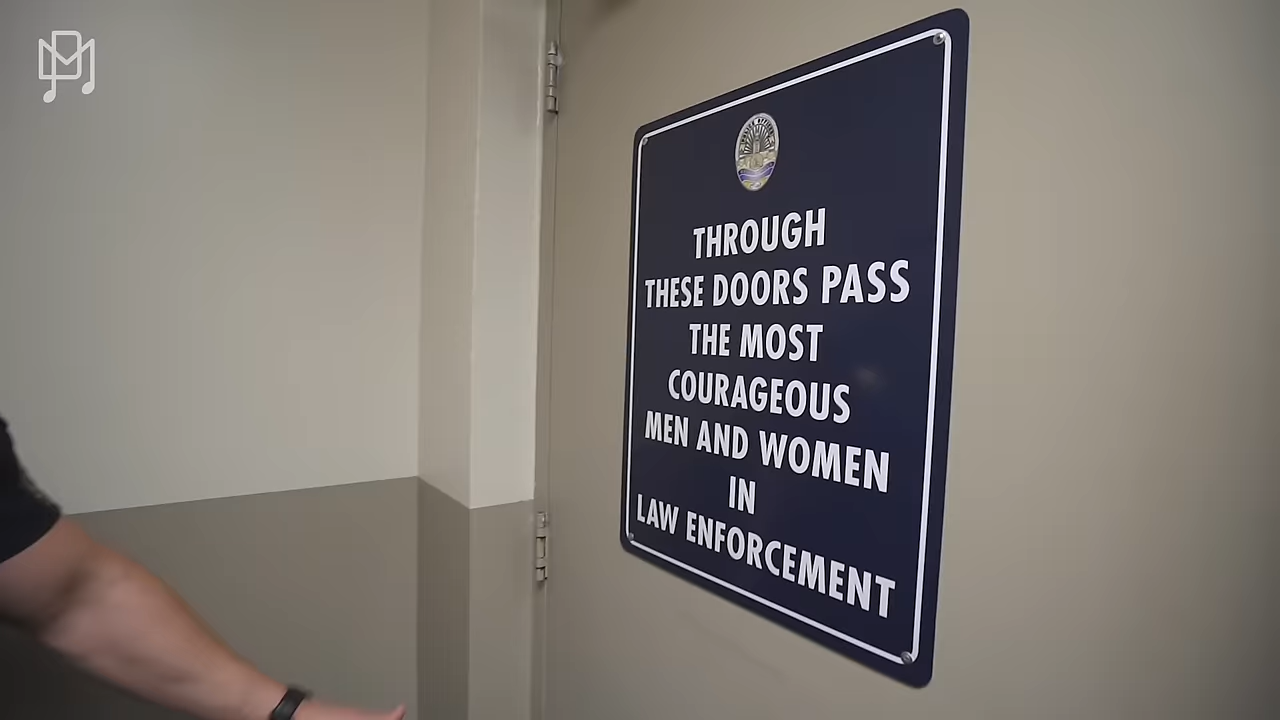 THROUGH
THESE DOORS PASS
THE MOST
COURAGEOUS
MEN AND WOMEN
IN
LAW ENFORCEMENT